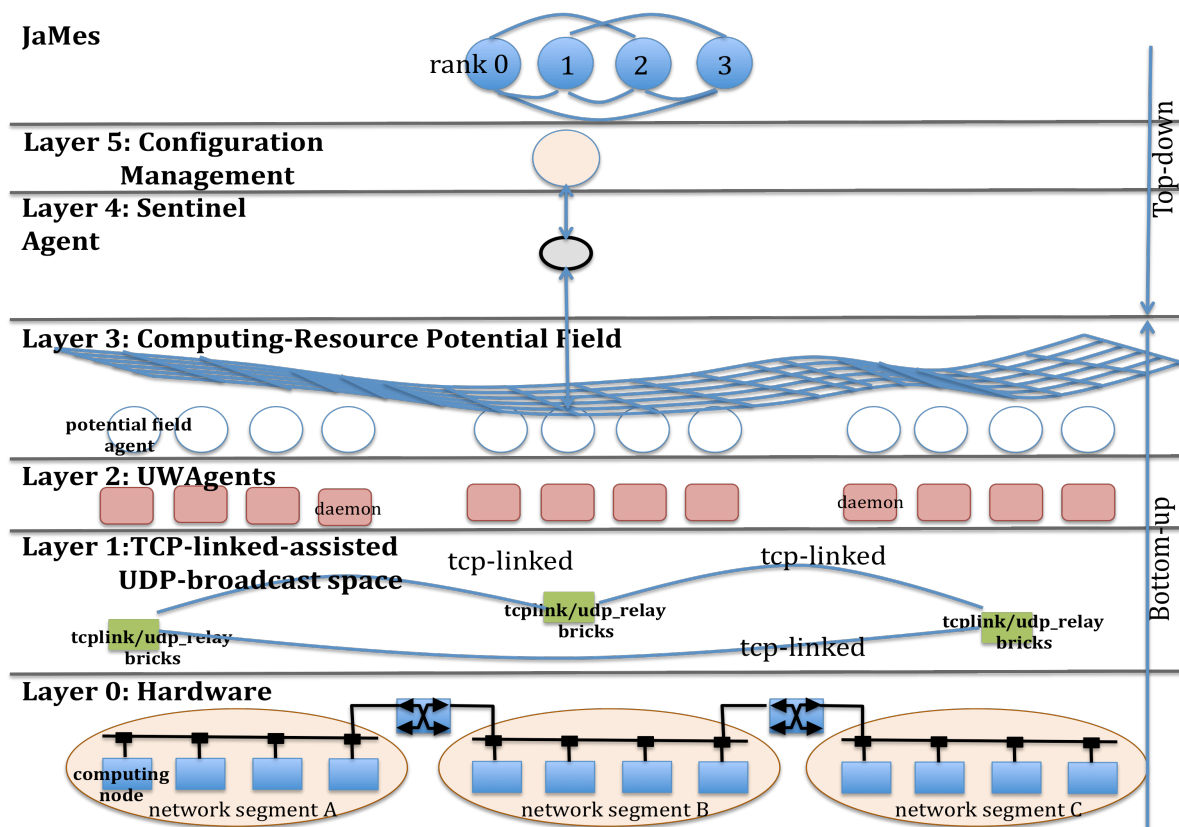 JaMes
rank 0 1 2 3
Layer 5: Configuration
Management
Layer 4: Sentinel
Agent
Top-down
Layer 3: Computing-Resource Potential Field
potential field
agent
Layer 2: UWAgents
daemon
daemon
Layer 1:TCP-linked-assisted
UDP-broadcast space
tcp-linked
tcp-linked
tcplink/udp_relay
bricks
tcplink/udp_relay
bricks
tcplink/udp_relay
bricks
tcp-linked
Bottom-up
Layer 0: Hardware
computing
node
network segment A
network segment B
network segment C